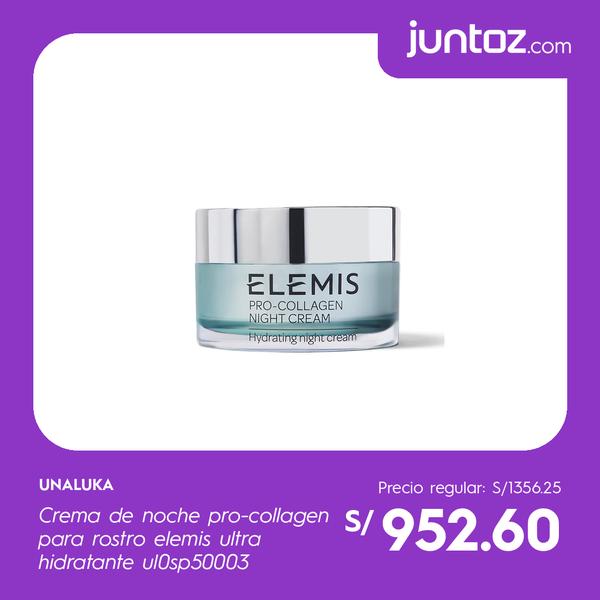 juntoz.com
ELEMIS
PRO-COLLAGEN
NIGHT CREAM
Hydrating night cream
UNALUKA
Crema de noche pro-collagen
para rostro elemis ultra
hidratante ul0sp50003
Precio regular: S/1356.25
S/ 952.60